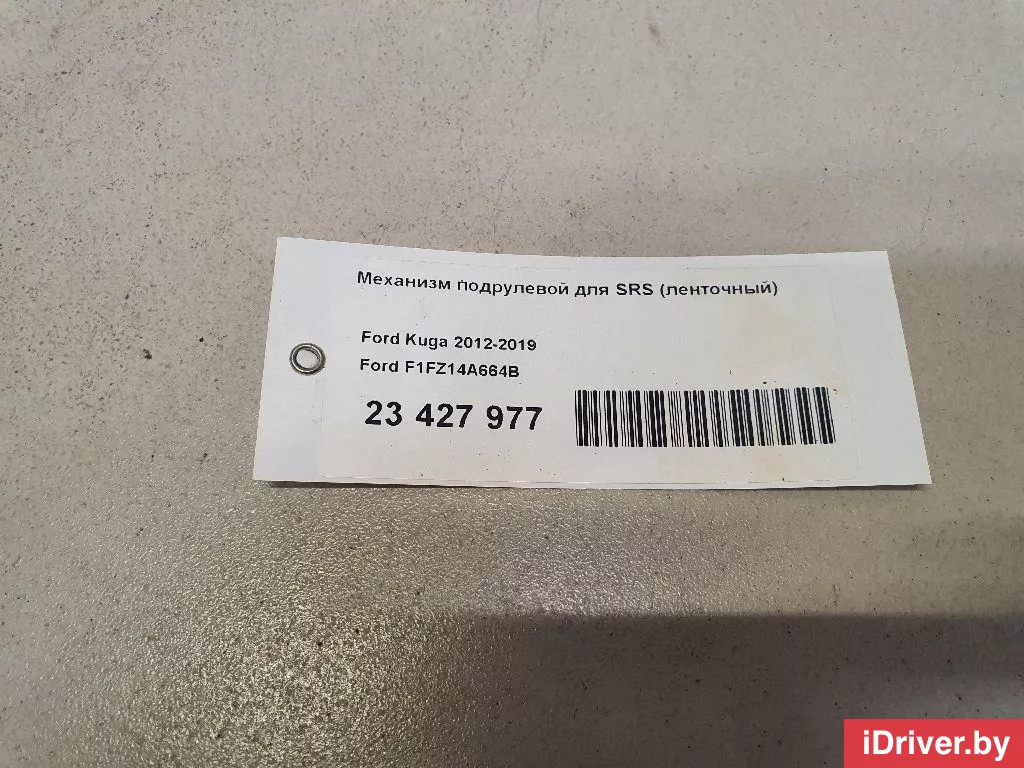 Механизм подрулевой для SRS (ленточный)
Ford Kuga 2012-2019
Ford F1FZ14A664B
23 427 977
iDriver.by